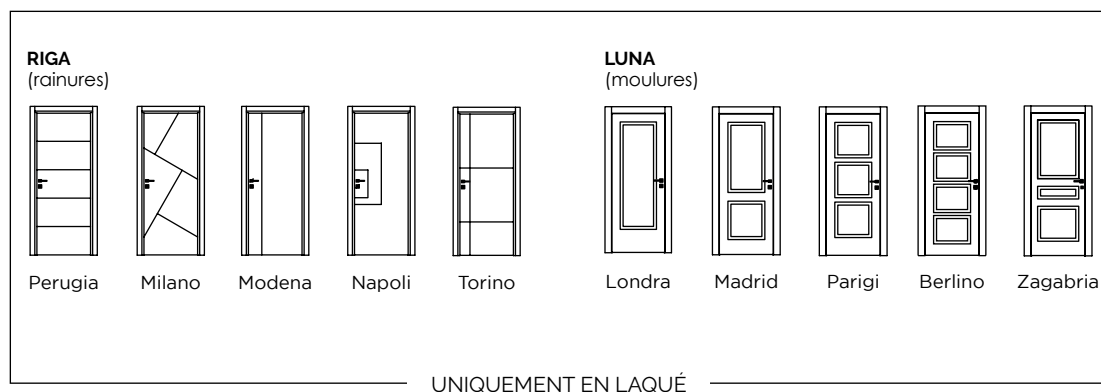 RIGA
(rainures)
Perugia Milano Modena Napoli Torino
LUNA
(moulures)
Londra Madrid Parigi Berlino Zagabria
UNIQUEMENT EN LAQUÉ